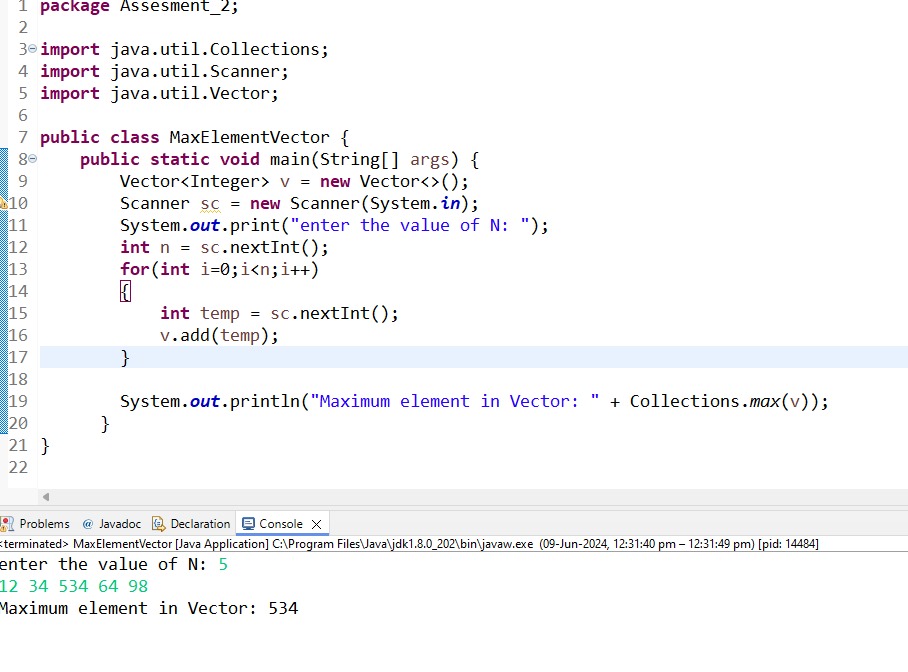 1 package Assesment_2;
2
3 import java.util.Collections;
4 import java.util.Scanner;
5 import java.util.Vector;
6
7 public class MaxElementVector {
8     public static void main(String[] args) {
9         Vector<Integer> v = new Vector<>();
10         Scanner sc = new Scanner(System.in);
11         System.out.print("enter the value of N: ");
12         int n = sc.nextInt();
13         for(int i=0;i<n;i++)
14         {
15             int temp = sc.nextInt();
16             v.add(temp);
17         }
18
19         System.out.println("Maximum element in Vector: " + Collections.max(v));
20       }
21 }
22
Problems @ Javadoc Declaration Console
<terminated> MaxElementVector [Java Application] C:\Program Files\Java\jdk1.8.0_202\bin\javaw.exe (09-Jun-2024, 12:31:40 pm – 12:31:49 pm) [pid: 14484]
enter the value of N: 5
12 34 534 64 98
Maximum element in Vector: 534